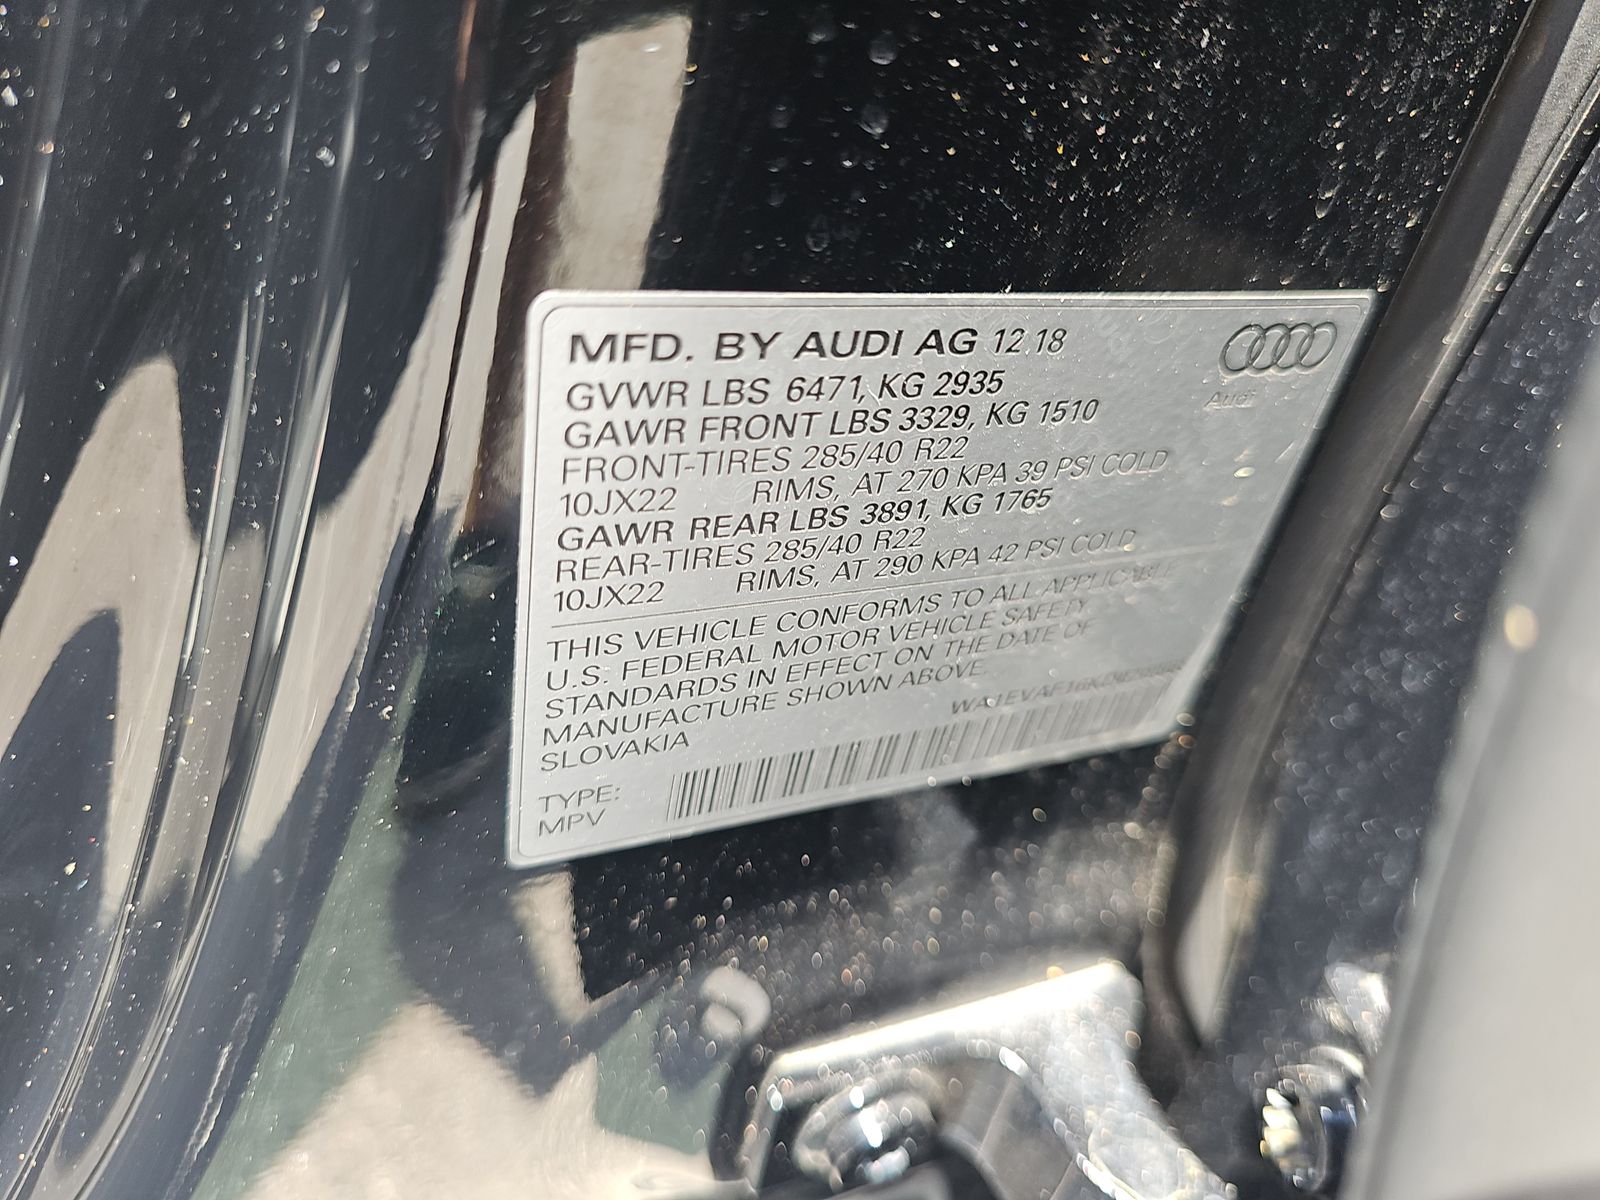 MFD. BY AUDI AG 12.18
GVWR LBS 6471, KG 2935
GAWR FRONT LBS 3329, KG 1510
FRONT-TIRES 285/40 R22
10JX22 RIMS, AT 270 KPA 39 PSI COLD
GAWR REAR LBS 3891, KG 1765
REAR-TIRES 285/40 R22
10JX22 RIMS, AT 290 KPA 42 PSI COLD
THIS VEHICLE CONFORMS TO ALL APPLICABLE
U.S. FEDERAL MOTOR VEHICLE SAFETY
STANDARDS IN EFFECT ON THE DATE OF
MANUFACTURE SHOWN ABOVE.
SLOVAKIA
TYPE:
MPV
Audi